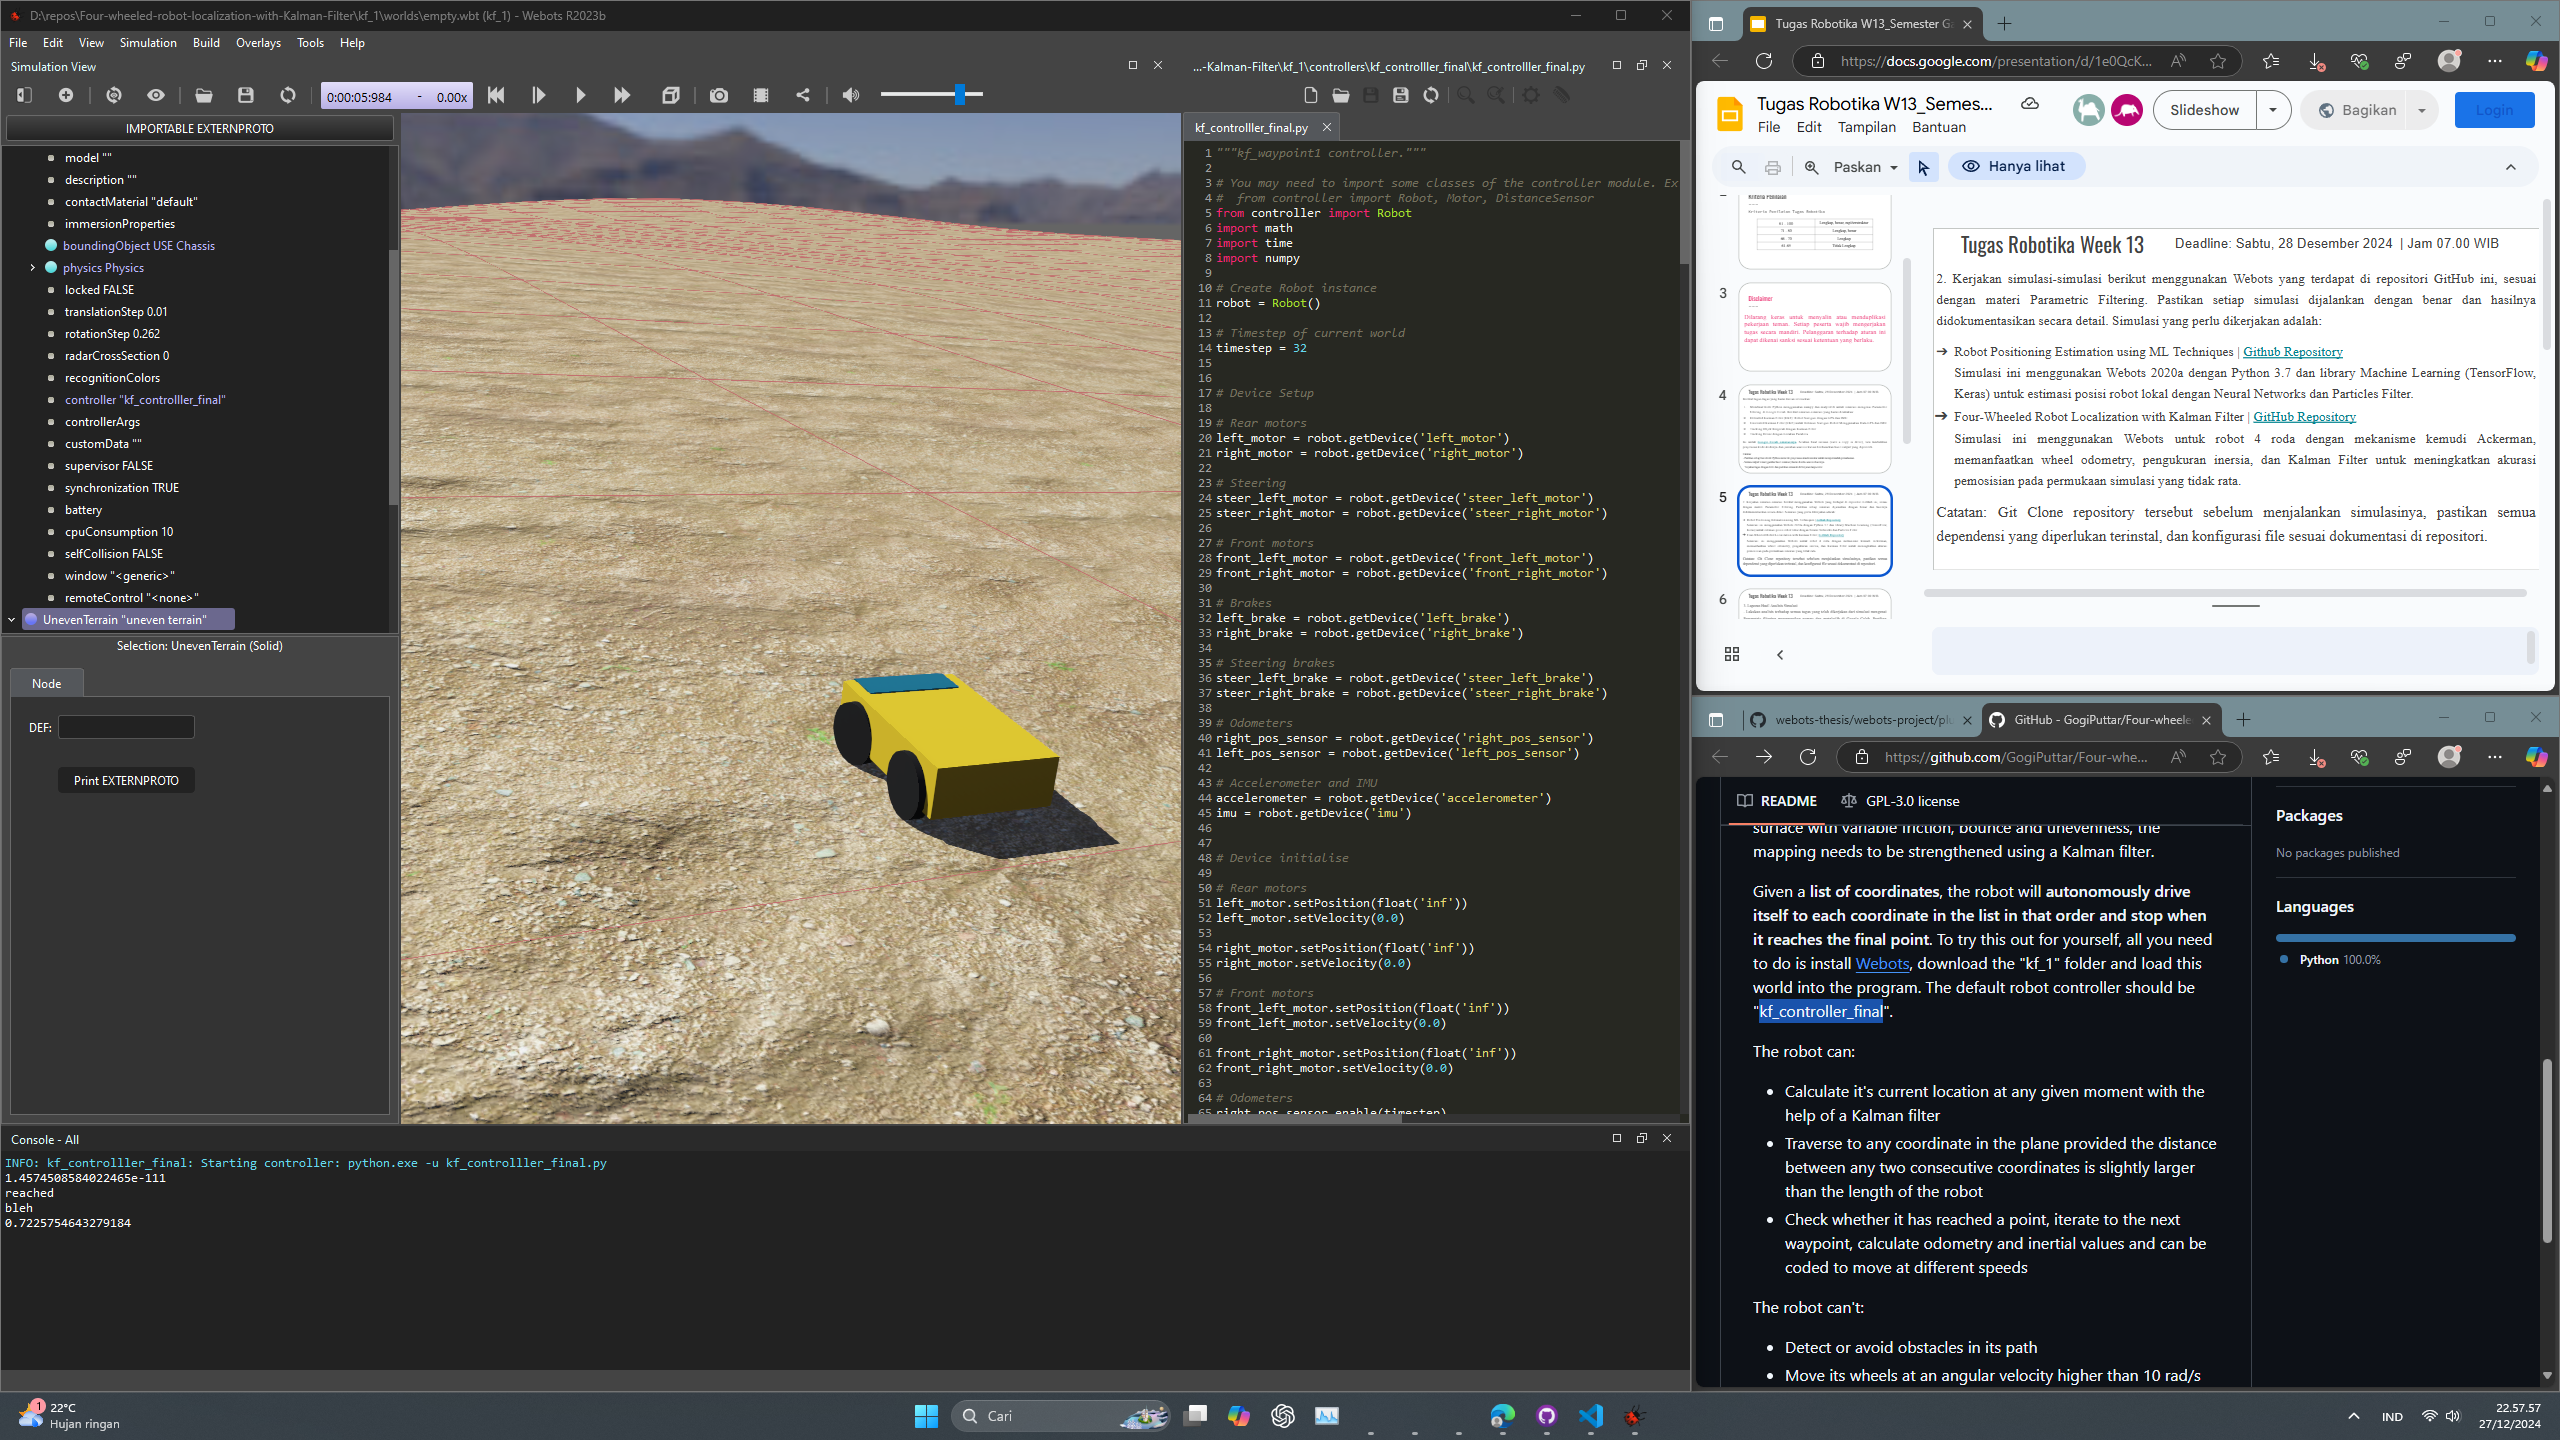 D:\repos\Four-wheeled-robot-localization-with-Kalman-Filter\kf_1\worlds\empty.wbt (kf_1) - Webots R2023b
File Edit View Simulation Build Overlays Tools Help
Simulation View
0:00:05:984 - 0.00x
IMPORTABLE EXTERNPROTO
model ""
description ""
contactMaterial "default"
immersionProperties
boundingObject USE Chassis
physics Physics
locked FALSE
translationStep 0.01
rotationStep 0.262
radarCrossSection 0
recognitionColors
controller "kf_controlller_final"
controllerArgs
customData ""
supervisor FALSE
synchronization TRUE
battery
cpuConsumption 10
selfCollision FALSE
window "<generic>"
remoteControl "<none>"
UnevenTerrain "uneven terrain"
Selection: UnevenTerrain (Solid)
Node
DEF:
Print EXTERNPROTO
...-Kalman-Filter\kf_1\controllers\kf_controlller_final\kf_controlller_final.py
kf_controlller_final.py
1 """kf_waypoint1 controller."""
2
3 # You may need to import some classes of the controller module. Ex
4 #  from controller import Robot, Motor, DistanceSensor
5 from controller import Robot
6 import math
7 import time
8 import numpy
9
10 # Create Robot instance
11 robot = Robot()
12
13 # Timestep of current world
14 timestep = 32
15
16
17 # Device Setup
18
19 # Rear motors
20 left_motor = robot.getDevice('left_motor')
21 right_motor = robot.getDevice('right_motor')
22
23 # Steering
24 steer_left_motor = robot.getDevice('steer_left_motor')
25 steer_right_motor = robot.getDevice('steer_right_motor')
26
27 # Front motors
28 front_left_motor = robot.getDevice('front_left_motor')
29 front_right_motor = robot.getDevice('front_right_motor')
30
31 # Brakes
32 left_brake = robot.getDevice('left_brake')
33 right_brake = robot.getDevice('right_brake')
34
35 # Steering brakes
36 steer_left_brake = robot.getDevice('steer_left_brake')
37 steer_right_brake = robot.getDevice('steer_right_brake')
38
39 # Odometers
40 right_pos_sensor = robot.getDevice('right_pos_sensor')
41 left_pos_sensor = robot.getDevice('left_pos_sensor')
42
43 # Accelerometer and IMU
44 accelerometer = robot.getDevice('accelerometer')
45 imu = robot.getDevice('imu')
46
47
48 # Device initialise
49
50 # Rear motors
51 left_motor.setPosition(float('inf'))
52 left_motor.setVelocity(0.0)
53
54 right_motor.setPosition(float('inf'))
55 right_motor.setVelocity(0.0)
56
57 # Front motors
58 front_left_motor.setPosition(float('inf'))
59 front_left_motor.setVelocity(0.0)
60
61 front_right_motor.setPosition(float('inf'))
62 front_right_motor.setVelocity(0.0)
63
64 # Odometers
65 right_pos_sensor.enable(timestep)
Console - All
INFO: kf_controlller_final: Starting controller: python.exe -u kf_controlller_final.py
1.4574508584022465e-111
reached
bleh
0.7225754643279184
Tugas Robotika W13_Semester Ga
https://docs.google.com/presentation/d/1e0QcK...
Tugas Robotika W13_Semes...
File Edit Tampilan Bantuan
Slideshow
Bagikan
Login
Paskan
Hanya lihat
Kriteria Penilaian
3
Disclaimer
4
5
6
Tugas Robotika Week 13
Deadline: Sabtu, 28 Desember 2024 | Jam 07.00 WIB
2. Kerjakan simulasi-simulasi berikut menggunakan Webots yang terdapat di repositori GitHub ini, sesuai
dengan materi Parametric Filtering. Pastikan setiap simulasi dijalankan dengan benar dan hasilnya
didokumentasikan secara detail. Simulasi yang perlu dikerjakan adalah:
➔ Robot Positioning Estimation using ML Techniques | Github Repository
Simulasi ini menggunakan Webots 2020a dengan Python 3.7 dan library Machine Learning (TensorFlow,
Keras) untuk estimasi posisi robot lokal dengan Neural Networks dan Particles Filter.
➔ Four-Wheeled Robot Localization with Kalman Filter | GitHub Repository
Simulasi ini menggunakan Webots untuk robot 4 roda dengan mekanisme kemudi Ackerman,
memanfaatkan wheel odometry, pengukuran inersia, dan Kalman Filter untuk meningkatkan akurasi
pemosisian pada permukaan simulasi yang tidak rata.
Catatan: Git Clone repository tersebut sebelum menjalankan simulasinya, pastikan semua
dependensi yang diperlukan terinstal, dan konfigurasi file sesuai dokumentasi di repositori.
webots-thesis/webots-project/plu
GitHub - GogiPuttar/Four-wheele
https://github.com/GogiPuttar/Four-whe...
README
GPL-3.0 license
surface with variable friction, bounce and unevenness, the
mapping needs to be strengthened using a Kalman filter.
Given a list of coordinates, the robot will autonomously drive
itself to each coordinate in the list in that order and stop when
it reaches the final point. To try this out for yourself, all you need
to do is install Webots, download the "kf_1" folder and load this
world into the program. The default robot controller should be
"kf_controller_final".
The robot can:
• Calculate it's current location at any given moment with the
help of a Kalman filter
• Traverse to any coordinate in the plane provided the distance
between any two consecutive coordinates is slightly larger
than the length of the robot
• Check whether it has reached a point, iterate to the next
waypoint, calculate odometry and inertial values and can be
coded to move at different speeds
The robot can't:
• Detect or avoid obstacles in its path
• Move its wheels at an angular velocity higher than 10 rad/s
Packages
No packages published
Languages
Python 100.0%
1
22°C
Hujan ringan
Cari
IND
22.57.57
27/12/2024